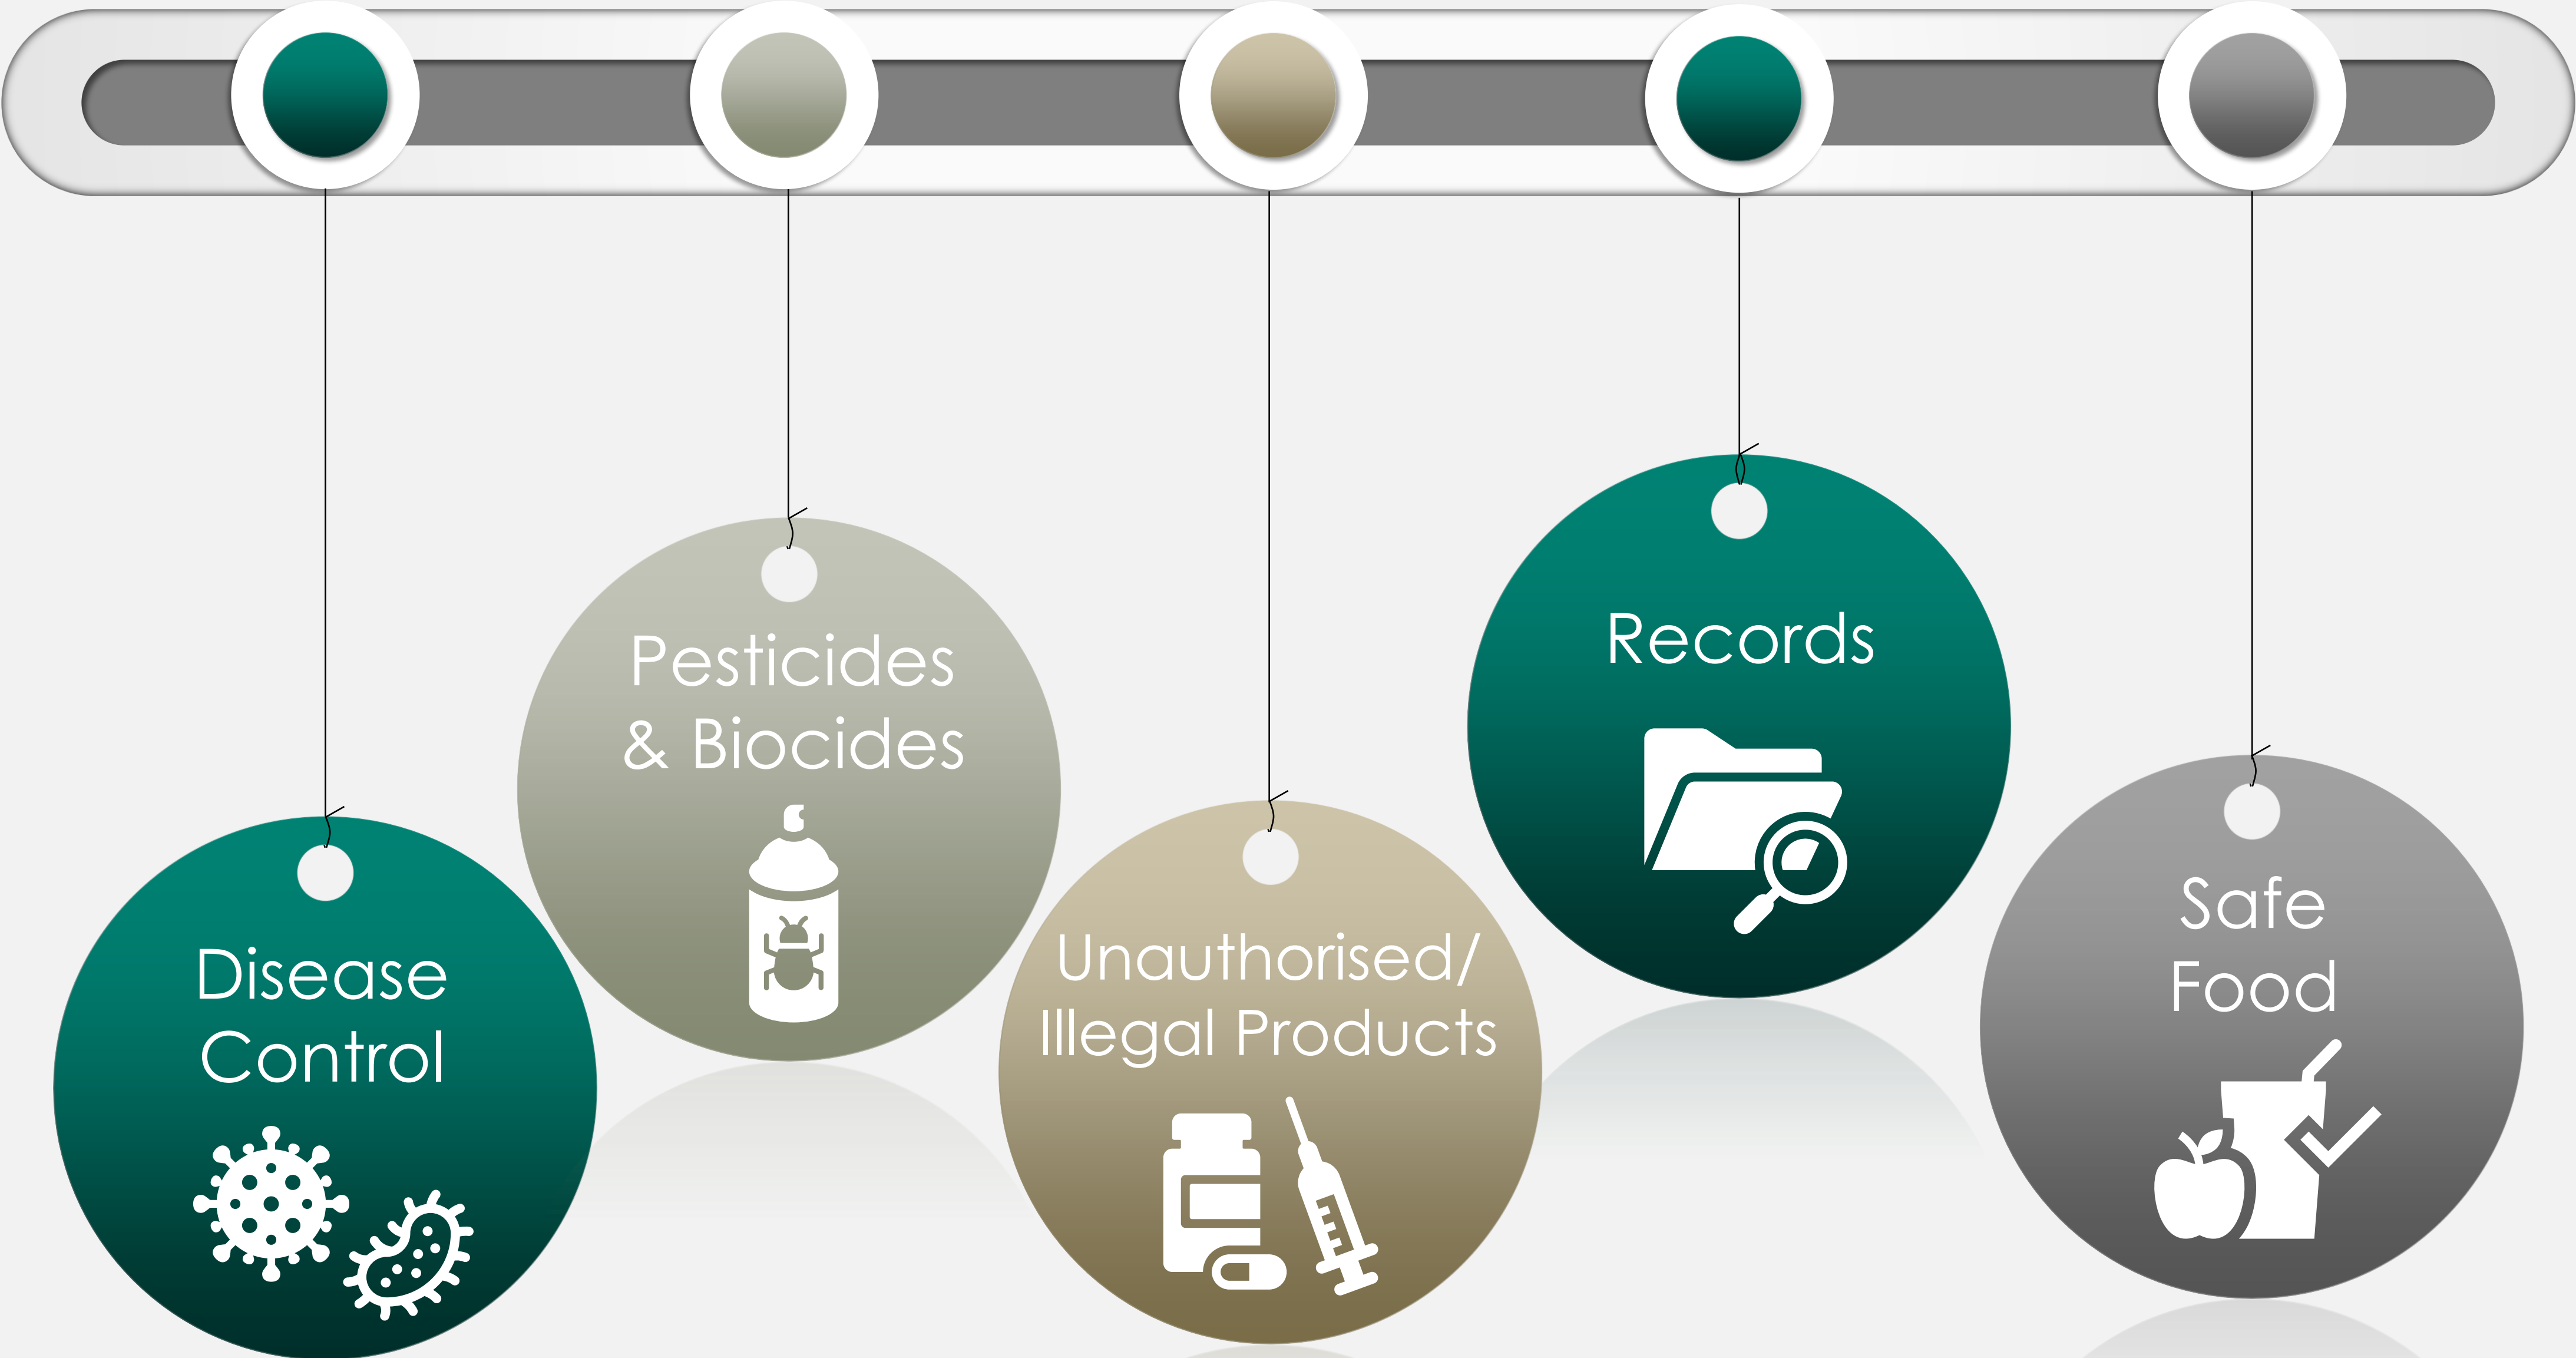 Disease
Control
Pesticides
& Biocides
Unauthorised/
Illegal Products
Records
Safe
Food